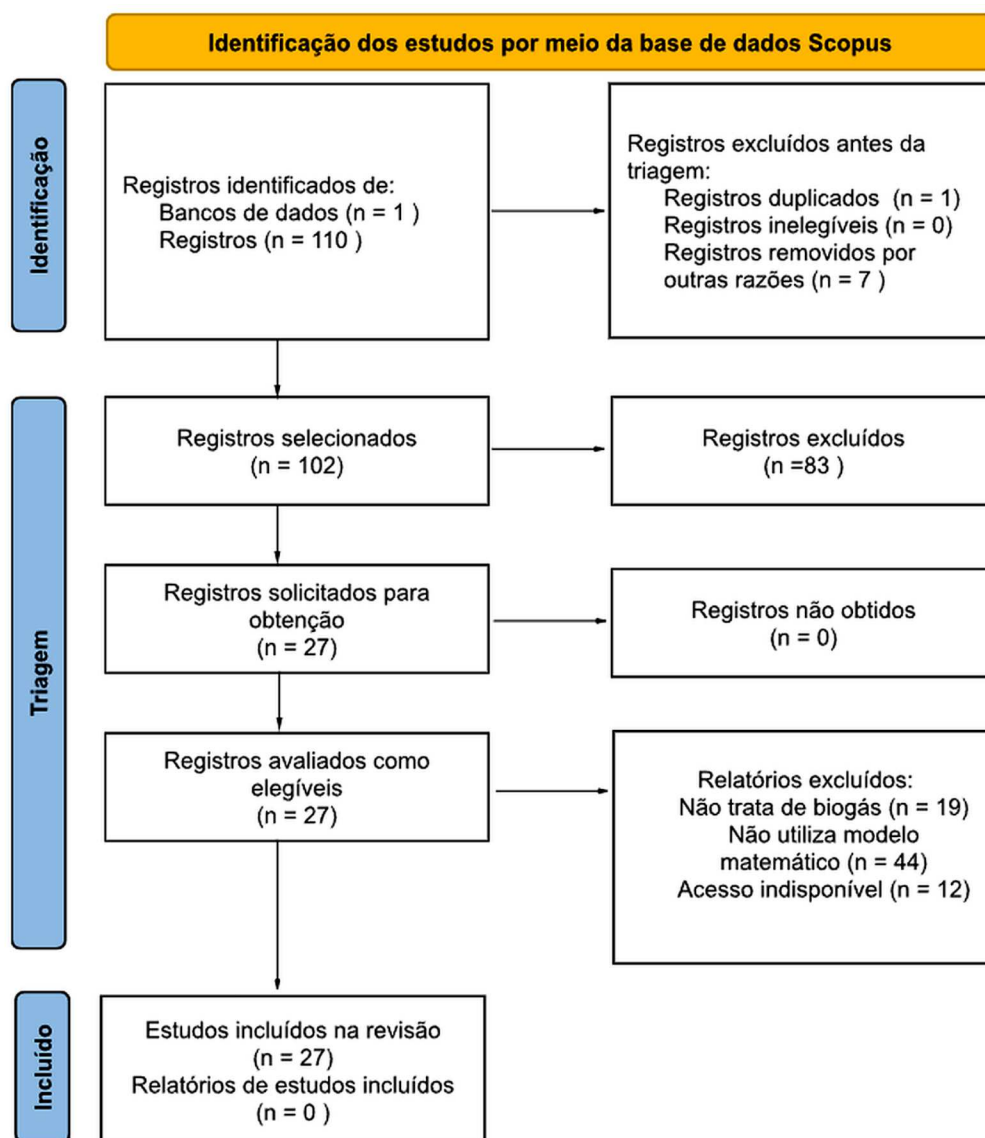 Identificação dos estudos por meio da base de dados Scopus
Identificação
Registros identificados de:
Bancos de dados (n = 1 )
Registros (n = 110 )
Registros excluídos antes da
triagem:
Registros duplicados (n = 1)
Registros inelegíveis (n = 0)
Registros removidos por
outras razões (n = 7 )
Triagem
Registros selecionados
(n = 102)
Registros excluídos
(n =83 )
Registros solicitados para
obtenção
(n = 27)
Registros não obtidos
(n = 0)
Registros avaliados como
elegíveis
(n = 27)
Relatórios excluídos:
Não trata de biogás (n = 19)
Não utiliza modelo
matemático (n = 44)
Acesso indisponível (n = 12)
Incluído
Estudos incluídos na revisão
(n = 27)
Relatórios de estudos incluídos
(n = 0 )